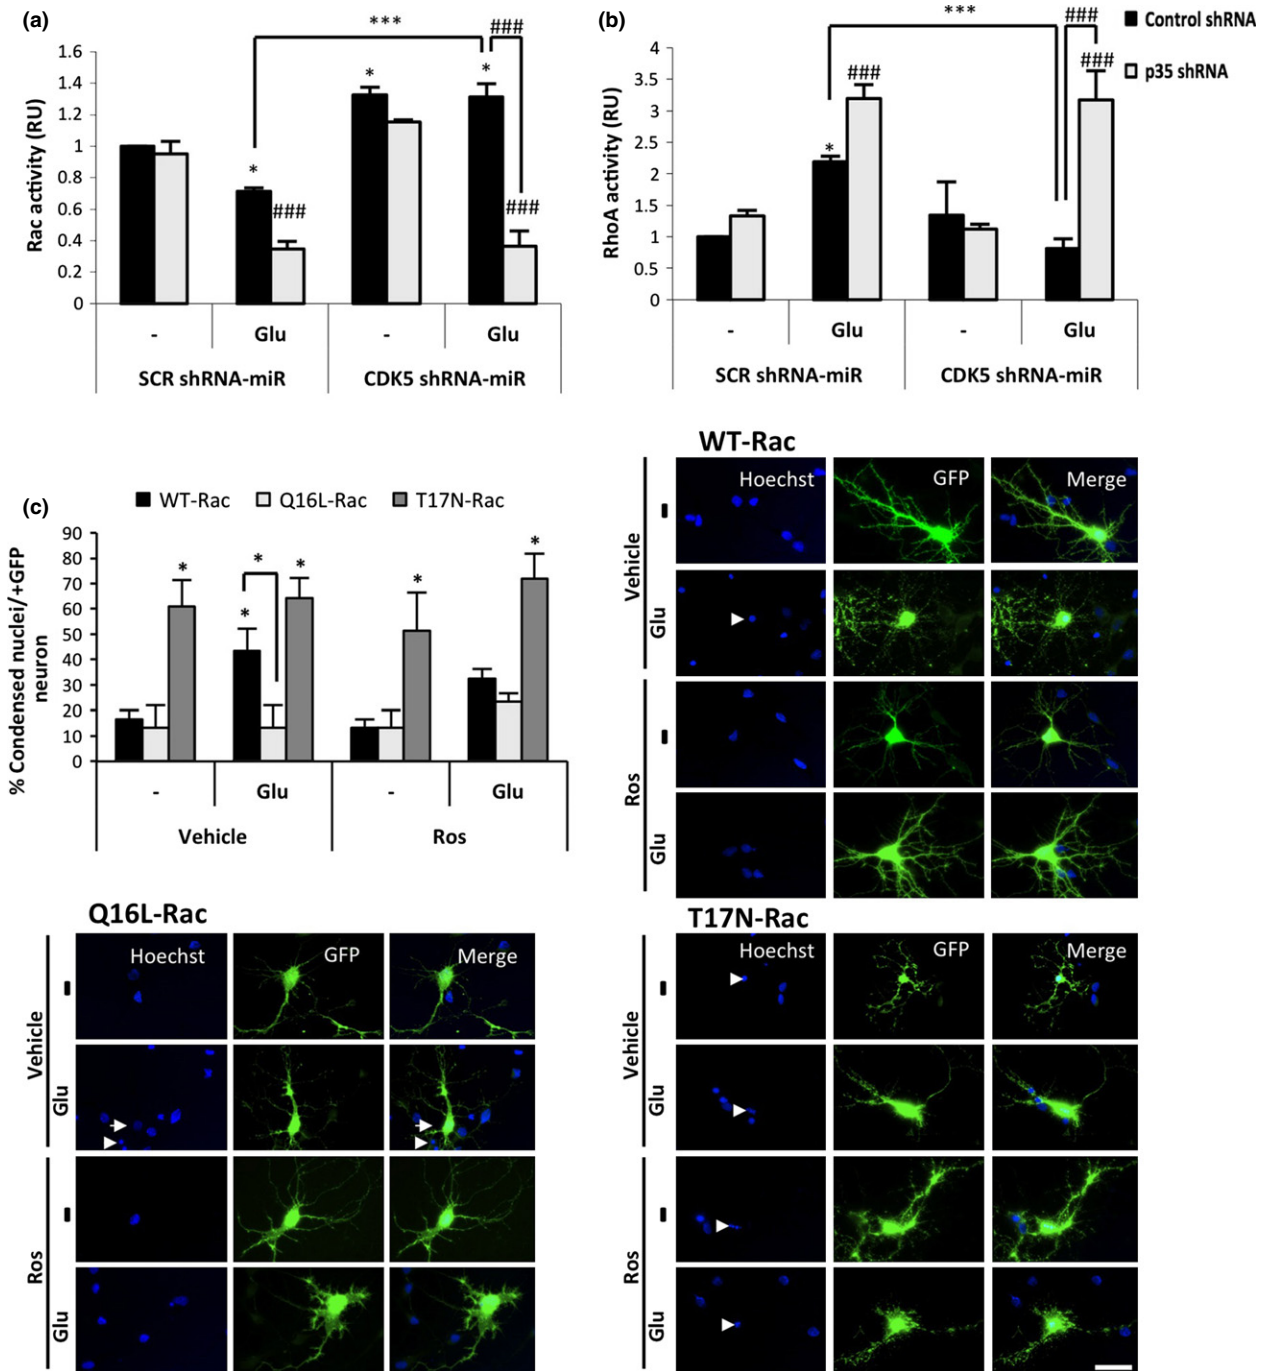 (a)
***
###
1.6
1.4
1.2
1
0.8
0.6
0.4
0.2
0
Rac activity (RU)
*
###
*
*
###
- Glu - Glu
SCR shRNA-miR CDK5 shRNA-miR
(b)
***
###
Control shRNA
p35 shRNA
4
3.5
3
2.5
2
1.5
1
0.5
0
RhoA activity (RU)
*
###
###
- Glu - Glu
SCR shRNA-miR CDK5 shRNA-miR
(c)
WT-Rac Q16L-Rac T17N-Rac
90
80
70
60
50
40
30
20
10
0
% Condensed nuclei/+GFP
neuron
*
*
*
*
*
*
- Glu - Glu
Vehicle Ros
WT-Rac
Hoechst GFP Merge
Vehicle
-
Glu
Ros
-
Glu
Q16L-Rac
Hoechst GFP Merge
Vehicle
-
Glu
Ros
-
Glu
T17N-Rac
Hoechst GFP Merge
Vehicle
-
Glu
Ros
-
Glu